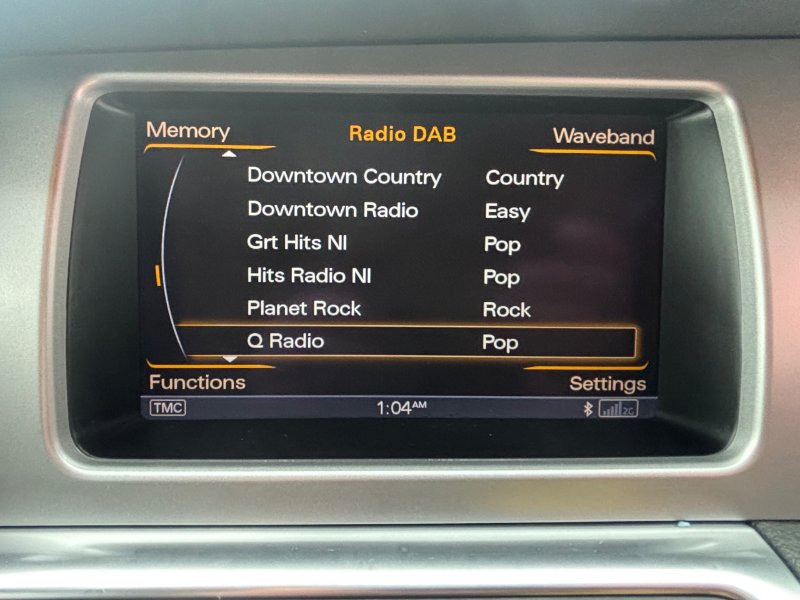 Memory Radio DAB Waveband
Downtown Country Country
Downtown Radio Easy
Grt Hits NI Pop
Hits Radio NI Pop
Planet Rock Rock
Q Radio Pop
Functions Settings
TMC 1:04AM 2G